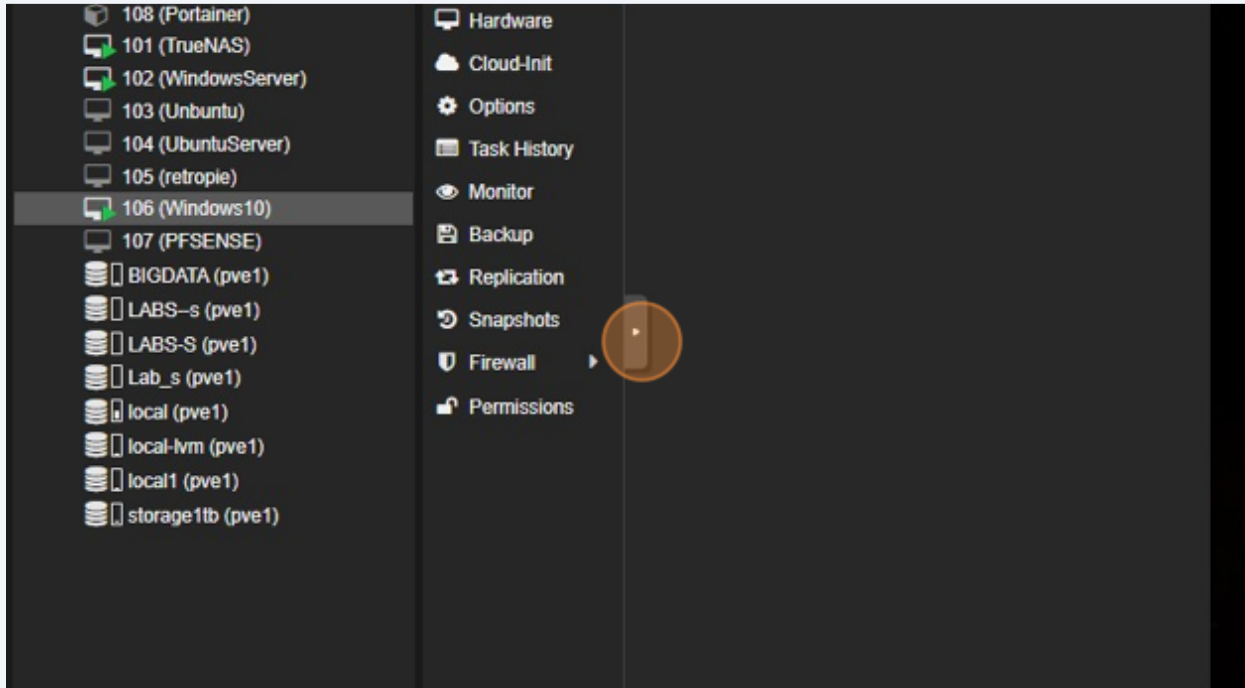 108 (Portainer)
101 (TrueNAS)
102 (WindowsServer)
103 (Unbuntu)
104 (UbuntuServer)
105 (retropie)
106 (Windows10)
107 (PFSENSE)
BIGDATA (pve1)
LABS--s (pve1)
LABS-S (pve1)
Lab_s (pve1)
local (pve1)
local-lvm (pve1)
local1 (pve1)
storage1tb (pve1)
Hardware
Cloud-Init
Options
Task History
Monitor
Backup
Replication
Snapshots
Firewall
Permissions